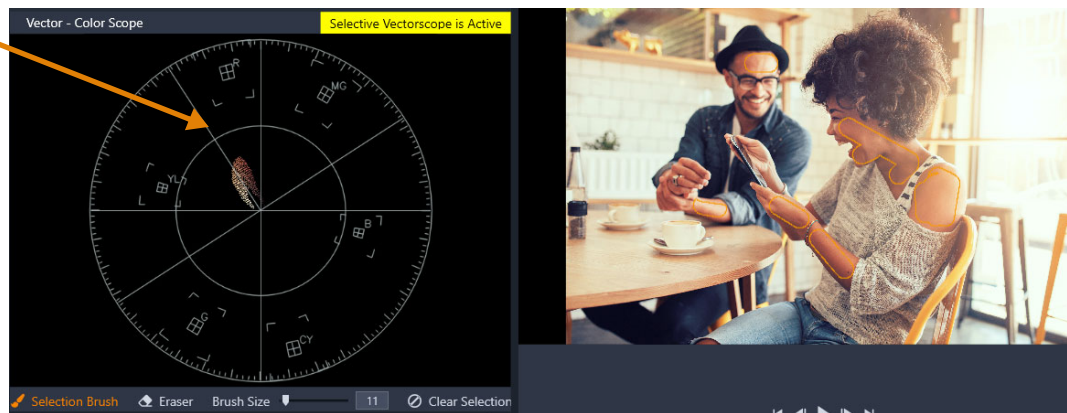 Vector - Color Scope
Selective Vectorscope is Active
R
MG
YL
B
G
CY
Selection Brush
Eraser
Brush Size
11
Clear Selection